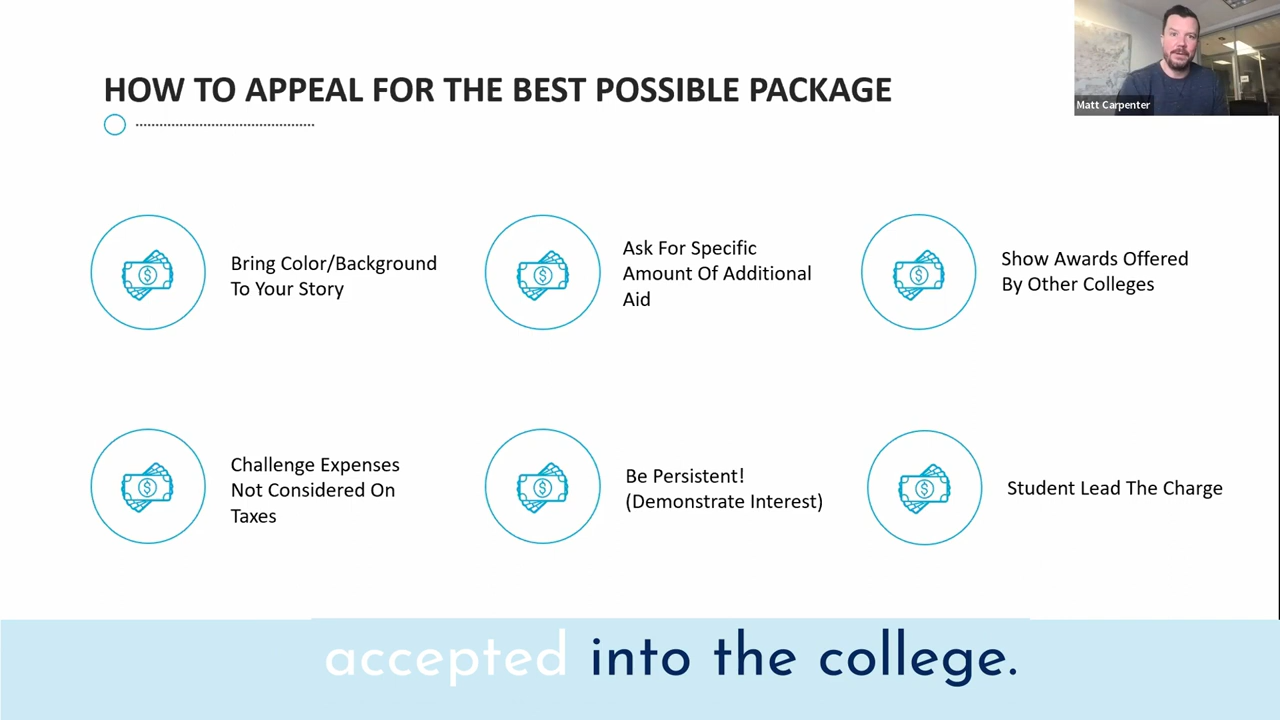 HOW TO APPEAL FOR THE BEST POSSIBLE PACKAGE
Matt Carpenter
Bring Color/Background
To Your Story
Ask For Specific
Amount Of Additional
Aid
Show Awards Offered
By Other Colleges
Challenge Expenses
Not Considered On
Taxes
Be Persistent!
(Demonstrate Interest)
Student Lead The Charge
accepted into the college.